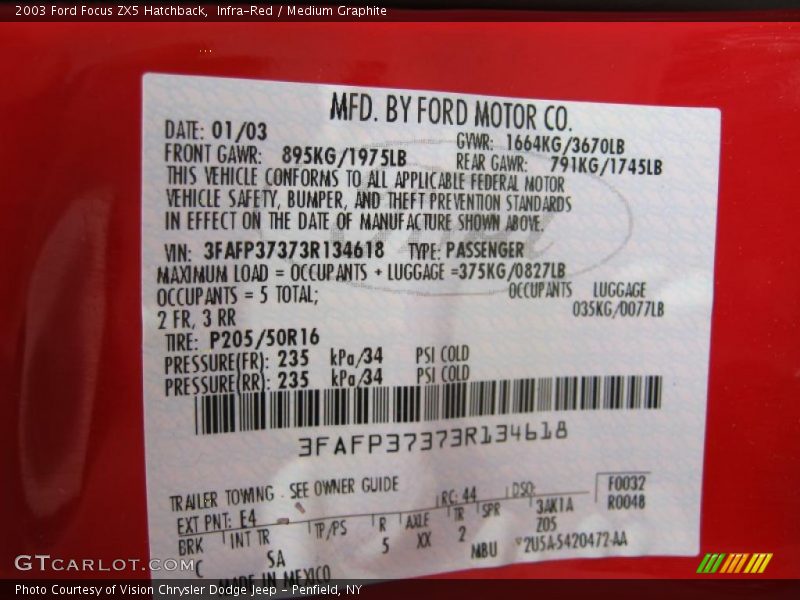 2003 Ford Focus ZX5 Hatchback,  Infra-Red / Medium Graphite
MFD. BY FORD MOTOR CO.
DATE: 01/03 GVWR: 1664KG/3670LB
FRONT GAWR: 895KG/1975LB REAR GAWR: 791KG/1745LB
THIS VEHICLE CONFORMS TO ALL APPLICABLE FEDERAL MOTOR
VEHICLE SAFETY, BUMPER, AND THEFT PREVENTION STANDARDS
IN EFFECT ON THE DATE OF MANUFACTURE SHOWN ABOVE.
VIN: 3FAFP37373R134618 TYPE: PASSENGER
MAXIMUM LOAD = OCCUPANTS + LUGGAGE =375KG/0827LB
OCCUPANTS = 5 TOTAL; OCCUPANTS LUGGAGE
2 FR, 3 RR 035KG/0077LB
TIRE: P205/50R16
PRESSURE(FR): 235 kPa/34 PSI COLD
PRESSURE(RR): 235 kPa/34 PSI COLD
3FAFP37373R134618
TRAILER TOWING - SEE OWNER GUIDE
EXT PNT: E4 RC: 44 DSO: F0032
BRK INT TR TP/PS R AXLE TR SPR 3AK1A R0048
C SA 5 XX 2 Z05
MADE IN MEXICO MBU 2U5A-5420472-AA
GTcarlot.com
Photo Courtesy of Vision Chrysler Dodge Jeep – Penfield, NY